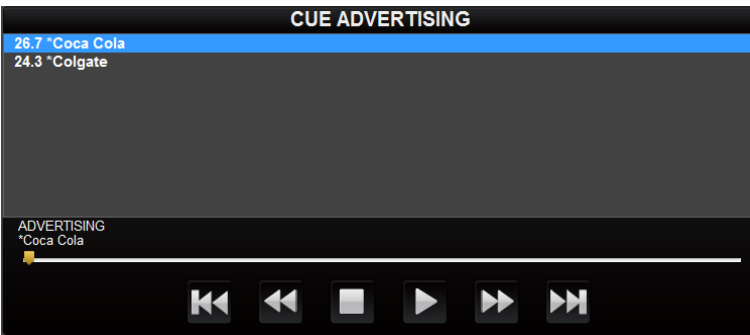 CUE ADVERTISING
26.7 *Coca Cola
24.3 *Colgate
ADVERTISING
*Coca Cola